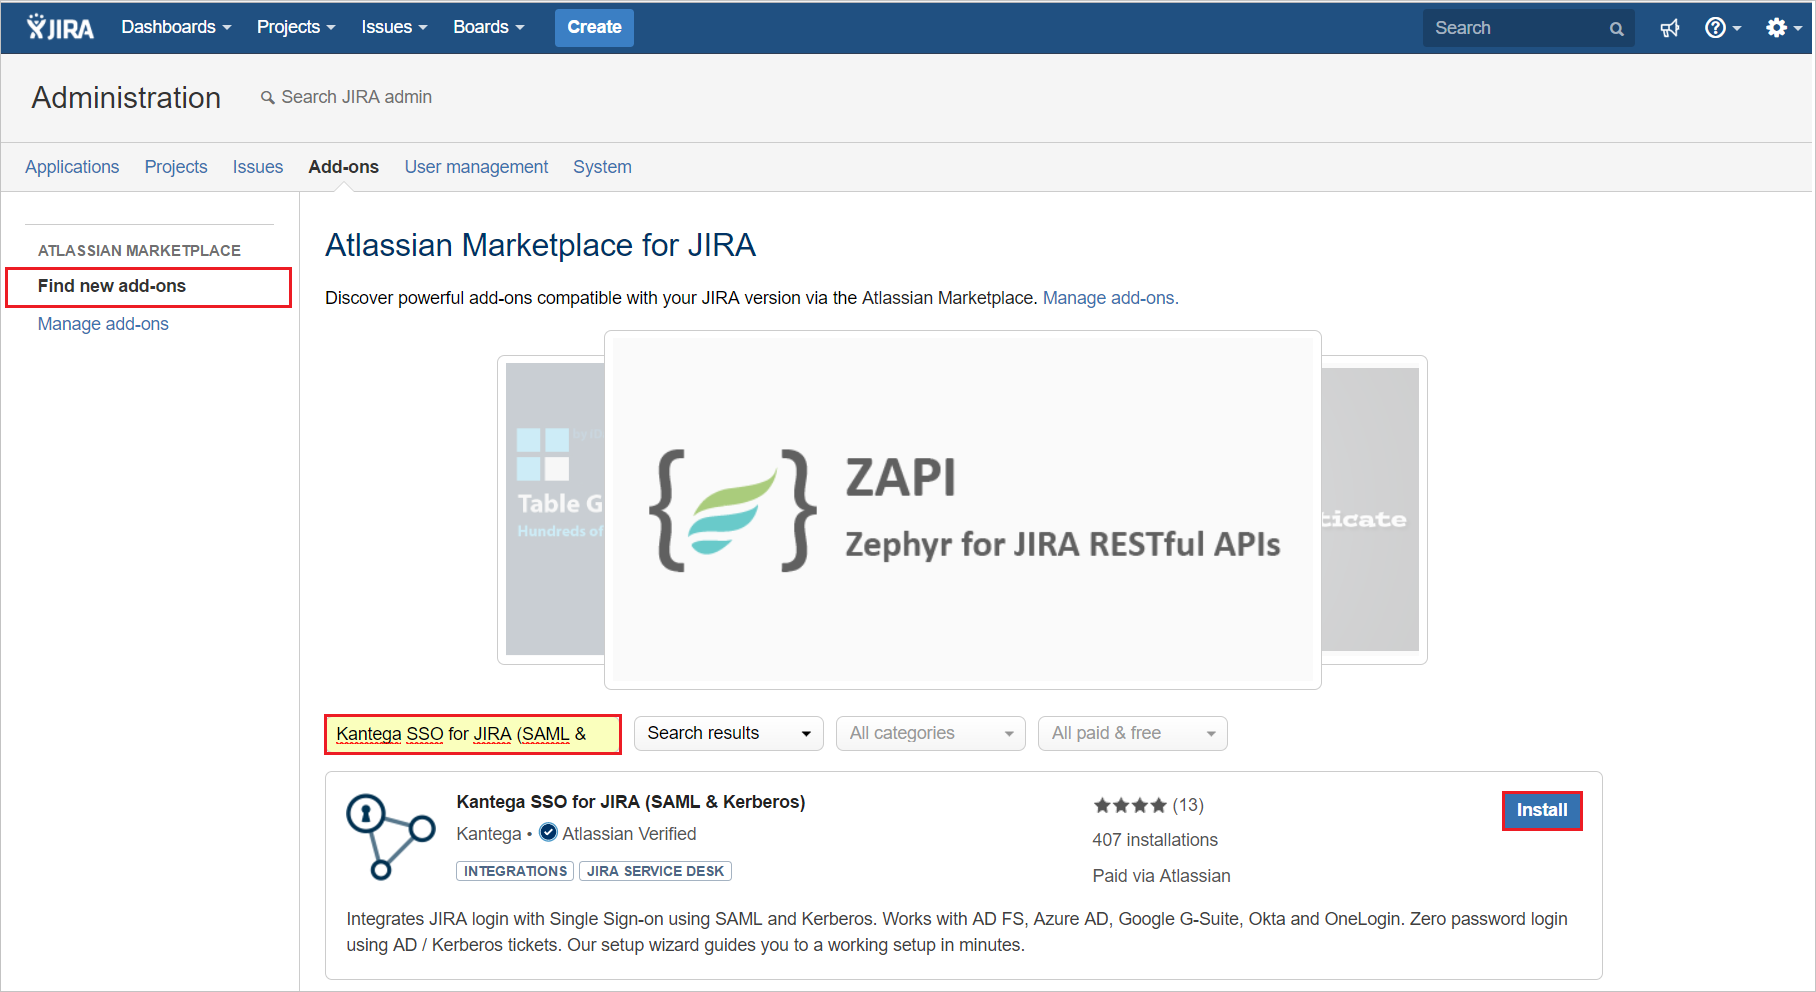 JIRA Dashboards Projects Issues Boards Create Search
Administration Search JIRA admin
Applications Projects Issues Add-ons User management System
ATLASSIAN MARKETPLACE
Find new add-ons
Manage add-ons
Atlassian Marketplace for JIRA
Discover powerful add-ons compatible with your JIRA version via the Atlassian Marketplace. Manage add-ons.
Table G
Hundreds of
ZAPI
Zephyr for JIRA RESTful APIs
ticate
Kantega SSO for JIRA (SAML & Search results All categories All paid & free
Kantega SSO for JIRA (SAML & Kerberos) (13) Install
Kantega • Atlassian Verified 407 installations
INTEGRATIONS JIRA SERVICE DESK Paid via Atlassian
Integrates JIRA login with Single Sign-on using SAML and Kerberos. Works with AD FS, Azure AD, Google G-Suite, Okta and OneLogin. Zero password login
using AD / Kerberos tickets. Our setup wizard guides you to a working setup in minutes.